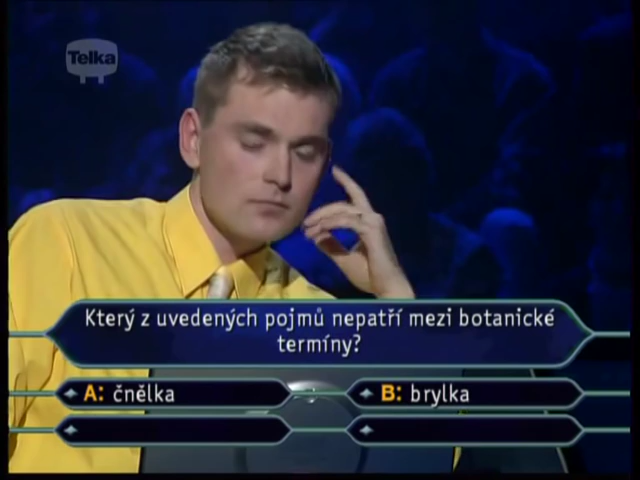 Telka
Který z uvedených pojmů nepatří mezi botanické
termíny?
A: čnělka
B: brylka